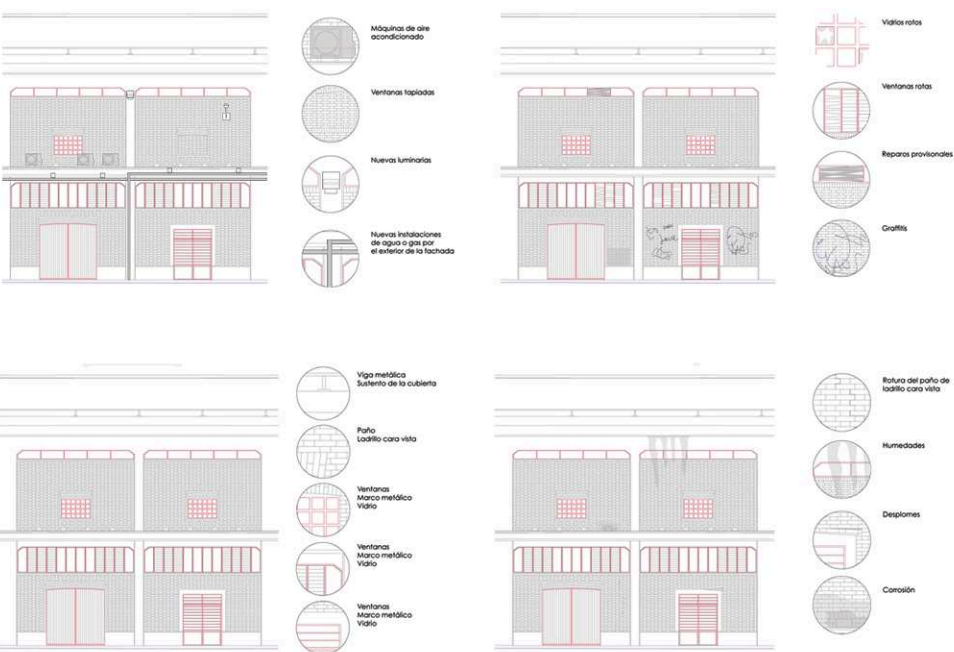 Máquinas de aire
acondicionado
Ventanas tapiadas
Nuevas luminarias
Nuevas instalaciones
de agua o gas por
el exterior de la fachada
Vidrios rotos
Ventanas rotas
Reparos provisonales
Graffitis
Viga metálica
Sustento de la cubierta
Paño
Ladrillo cara vista
Ventanas
Marco metálico
Vidrio
Ventanas
Marco metálico
Vidrio
Ventanas
Marco metálico
Vidrio
Rotura del paño de
ladrillo cara vista
Humedades
Desplomes
Corrosión